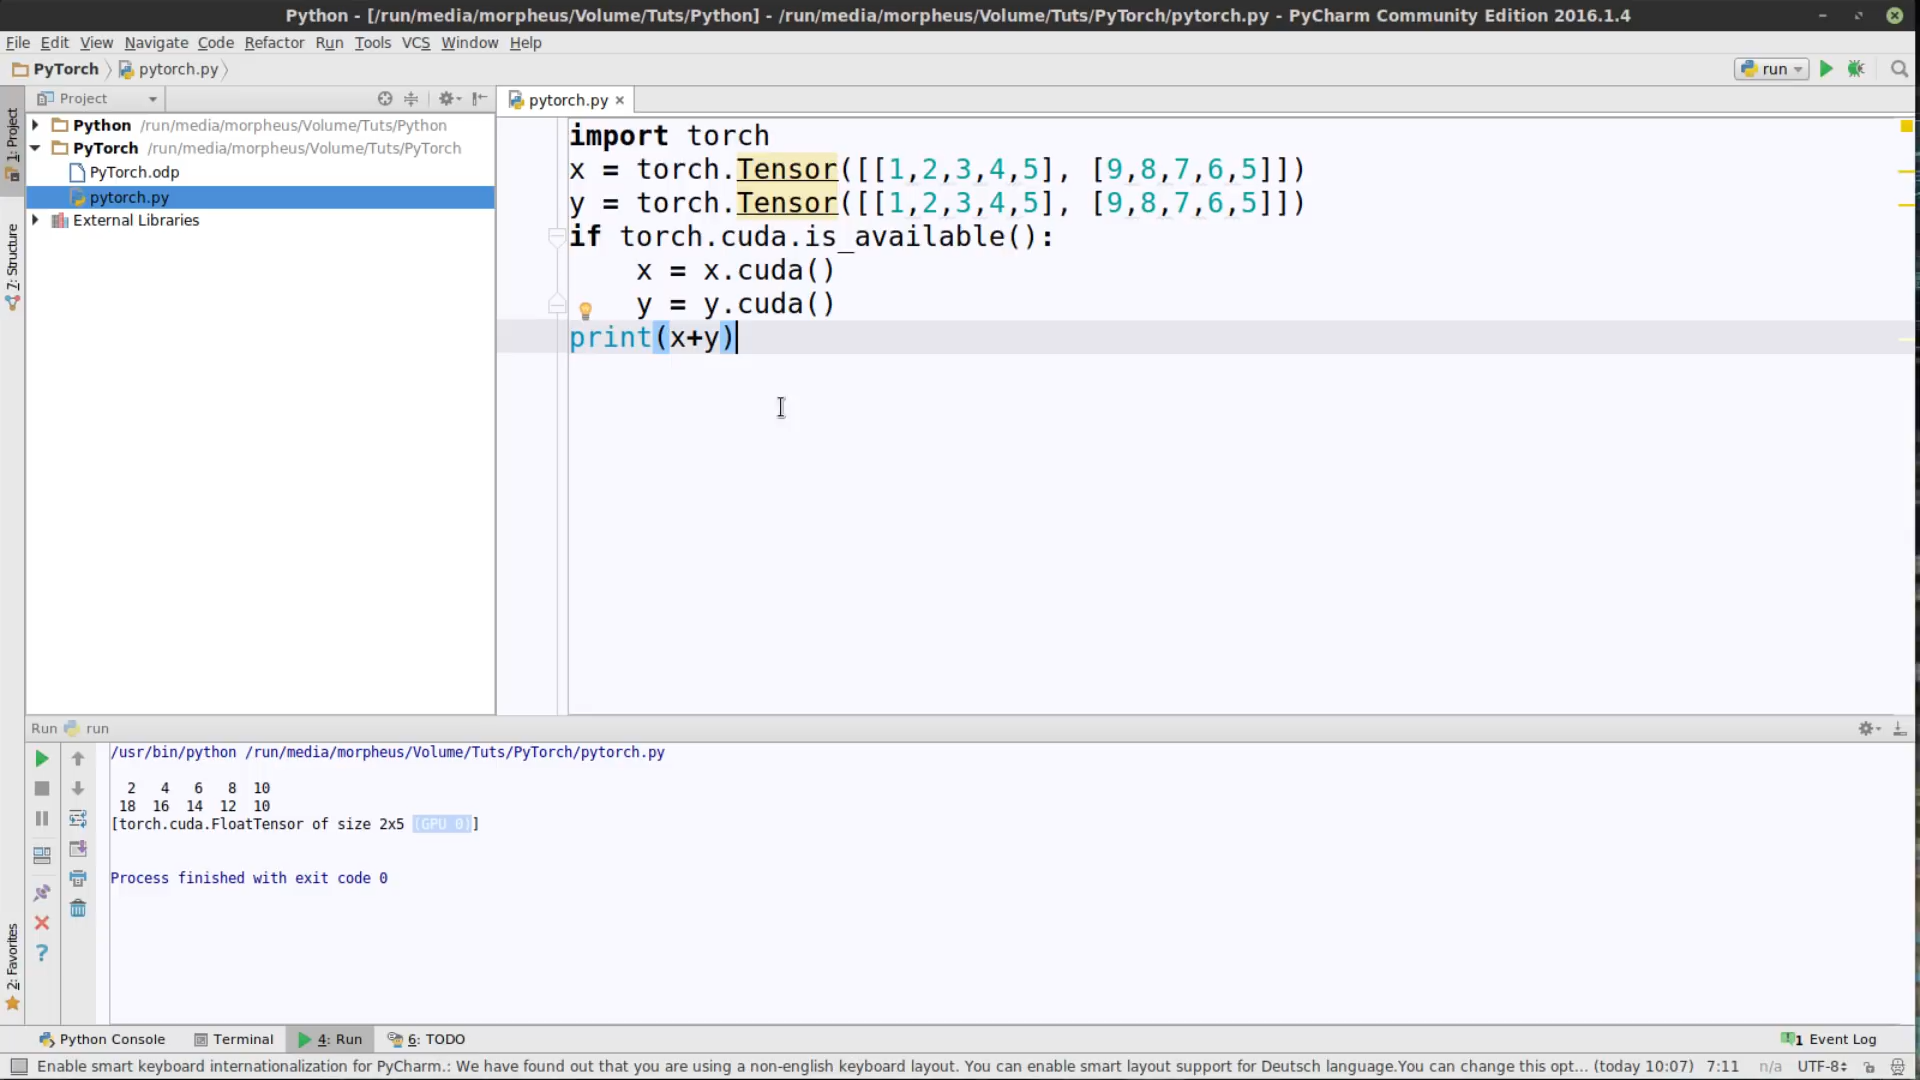 Python - [/run/media/morpheus/Volume/Tuts/Python] - /run/media/morpheus/Volume/Tuts/PyTorch/pytorch.py - PyCharm Community Edition 2016.1.4
File Edit View Navigate Code Refactor Run Tools VCS Window Help
PyTorch pytorch.py run
Project
pytorch.py
1: Project
7: Structure
2: Favorites
Python /run/media/morpheus/Volume/Tuts/Python
PyTorch /run/media/morpheus/Volume/Tuts/PyTorch
PyTorch.odp
pytorch.py
External Libraries
import torch
x = torch.Tensor([[1,2,3,4,5], [9,8,7,6,5]])
y = torch.Tensor([[1,2,3,4,5], [9,8,7,6,5]])
if torch.cuda.is_available():
    x = x.cuda()
    y = y.cuda()
print(x+y)
Run run
/usr/bin/python /run/media/morpheus/Volume/Tuts/PyTorch/pytorch.py
2 4 6 8 10
18 16 14 12 10
[torch.cuda.FloatTensor of size 2x5 (GPU 0)]
Process finished with exit code 0
Python Console Terminal 4: Run 6: TODO 1 Event Log
Enable smart keyboard internationalization for PyCharm.: We have found out that you are using a non-english keyboard layout. You can enable smart layout support for Deutsch language.You can change this opt... (today 10:07) 7:11 n/a UTF-8